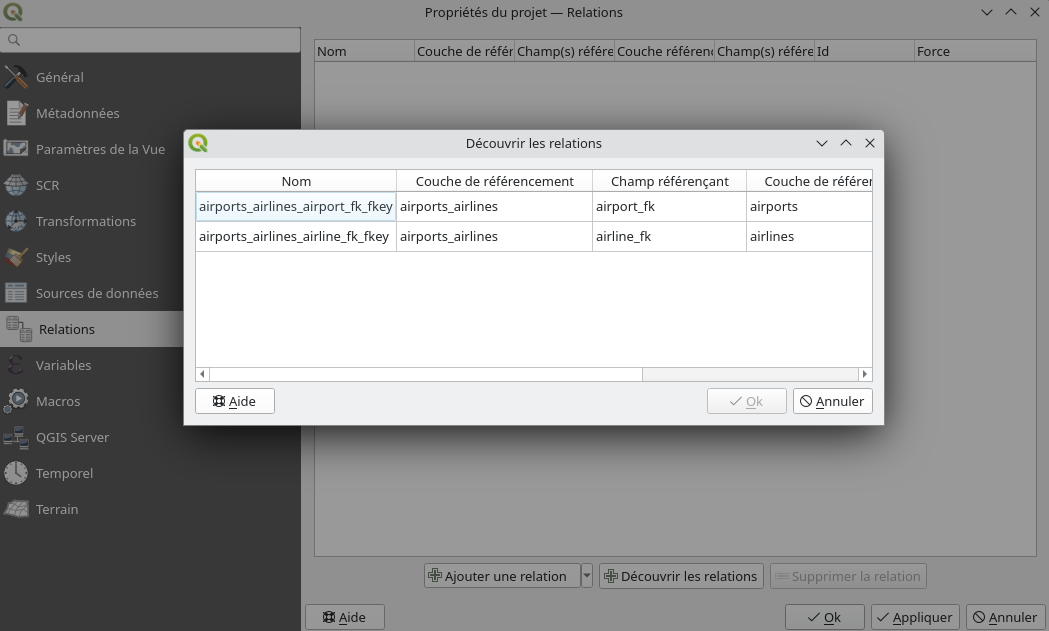 Propriétés du projet — Relations
Nom Couche de référ Champ(s) référe Couche référenc Champ(s) référe Id Force
Général
Métadonnées
Paramètres de la Vue
SCR
Transformations
Styles
Sources de données
Relations
Variables
Macros
QGIS Server
Temporel
Terrain
Découvrir les relations
Nom Couche de référencement Champ référençant Couche de référer
airports_airlines_airport_fk_fkey airports_airlines airport_fk airports
airports_airlines_airline_fk_fkey airports_airlines airline_fk airlines
Aide Ok Annuler
Ajouter une relation Découvrir les relations Supprimer la relation
Aide Ok Appliquer Annuler